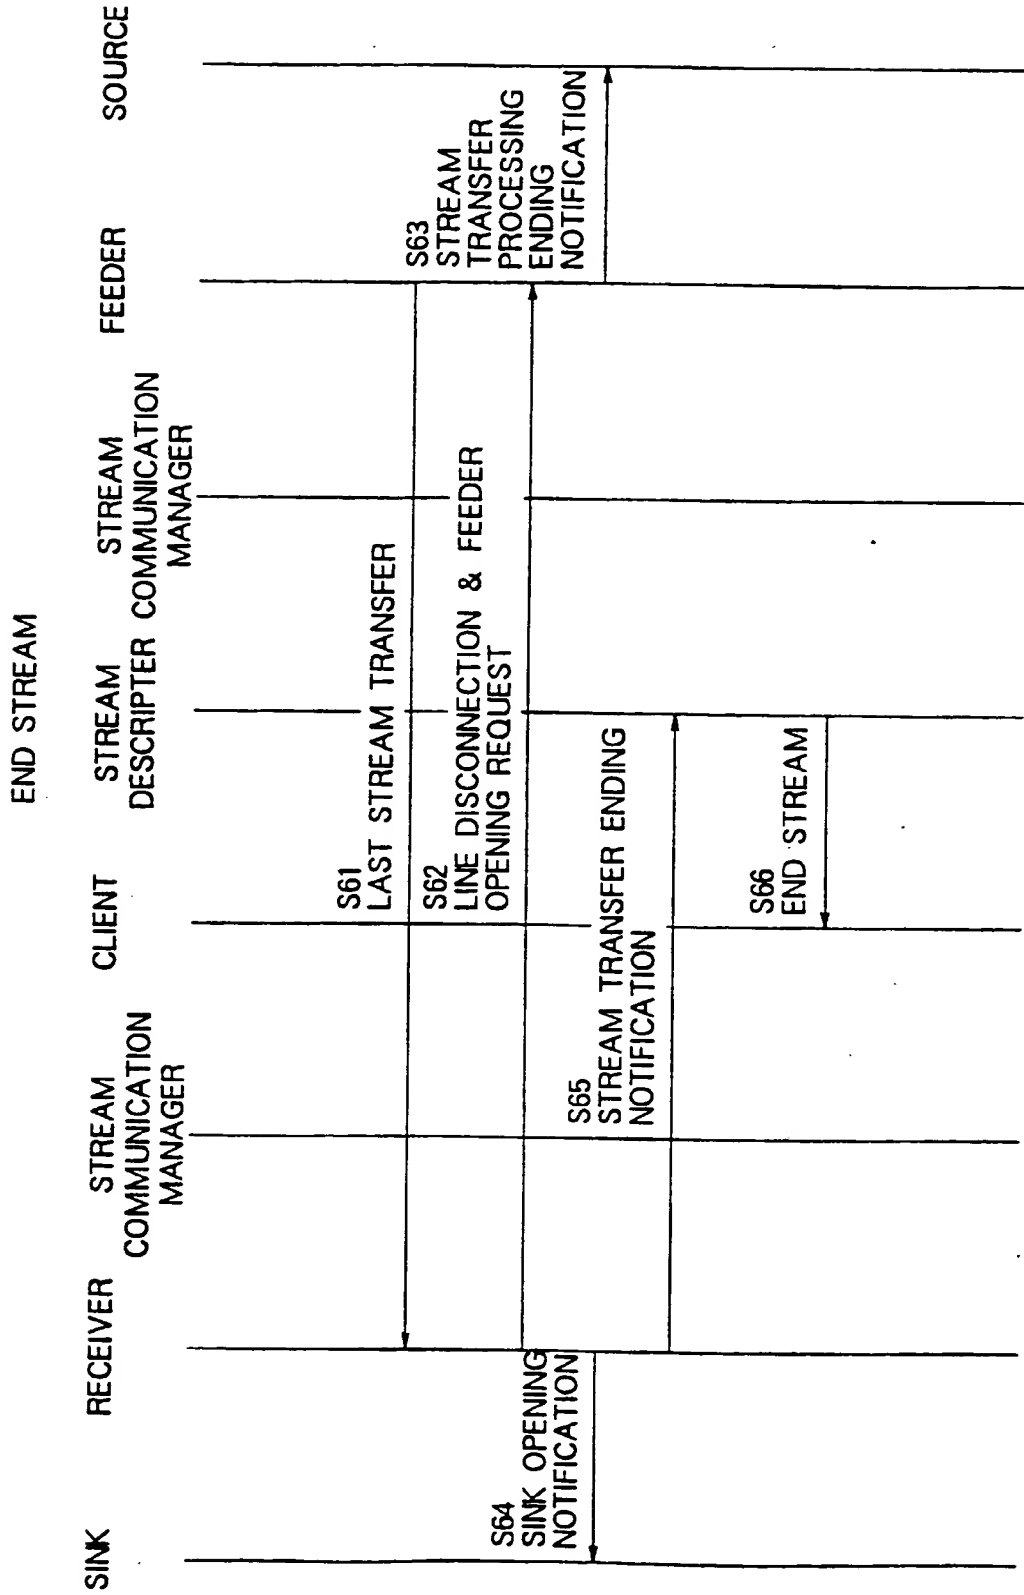 END STREAM
SINK
RECEIVER
STREAM
COMMUNICATION
MANAGER
CLIENT
STREAM
DESCRIPTER
STREAM
COMMUNICATION
MANAGER
FEEDER
SOURCE
S61
LAST STREAM TRANSFER
S62
LINE DISCONNECTION & FEEDER
OPENING REQUEST
S63
STREAM
TRANSFER
PROCESSING
ENDING
NOTIFICATION
S64
SINK OPENING
NOTIFICATION
S65
STREAM TRANSFER ENDING
NOTIFICATION
S66
END STREAM